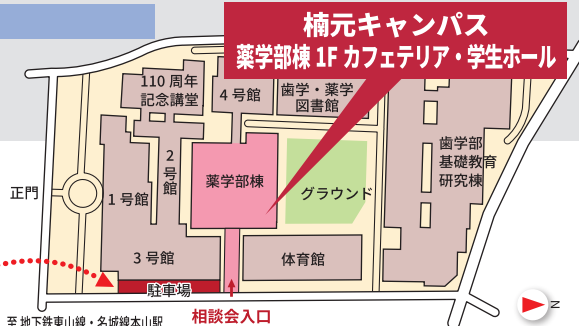 楠元キャンパス
薬学部棟 1F カフェテリア・学生ホール
110 周年
記念講堂
4 号館
歯学・薬学
図書館
2
号
館
歯学部
基礎教育
研究棟
薬学部棟
グラウンド
正門
1 号館
3 号館
体育館
駐車場
相談会入口
至 地下鉄東山線・名城線本山駅
N